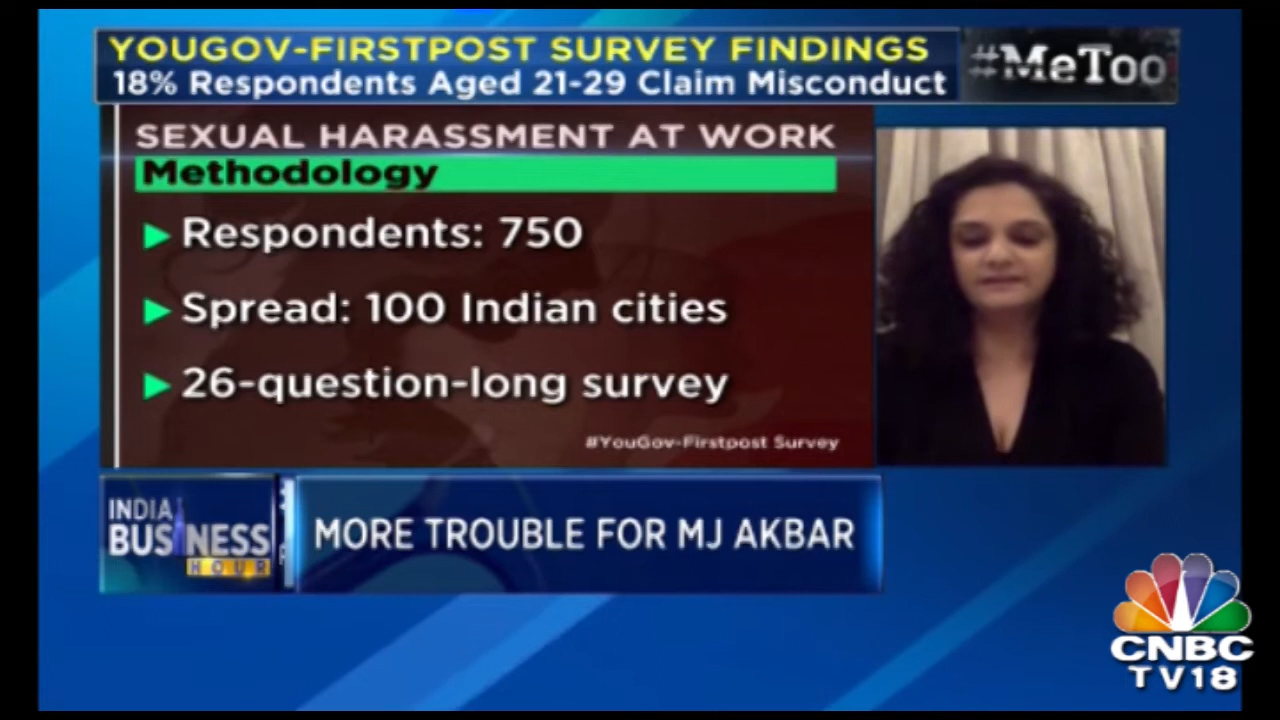 YOUGOV-FIRSTPOST SURVEY FINDINGS
18% Respondents Aged 21-29 Claim Misconduct
#MeToo
SEXUAL HARASSMENT AT WORK
Methodology
Respondents: 750
Spread: 100 Indian cities
26-question-long survey
#YouGov-Firstpost Survey
INDIA
BUSINESS
HOUR
MORE TROUBLE FOR MJ AKBAR
CNBC
TV18